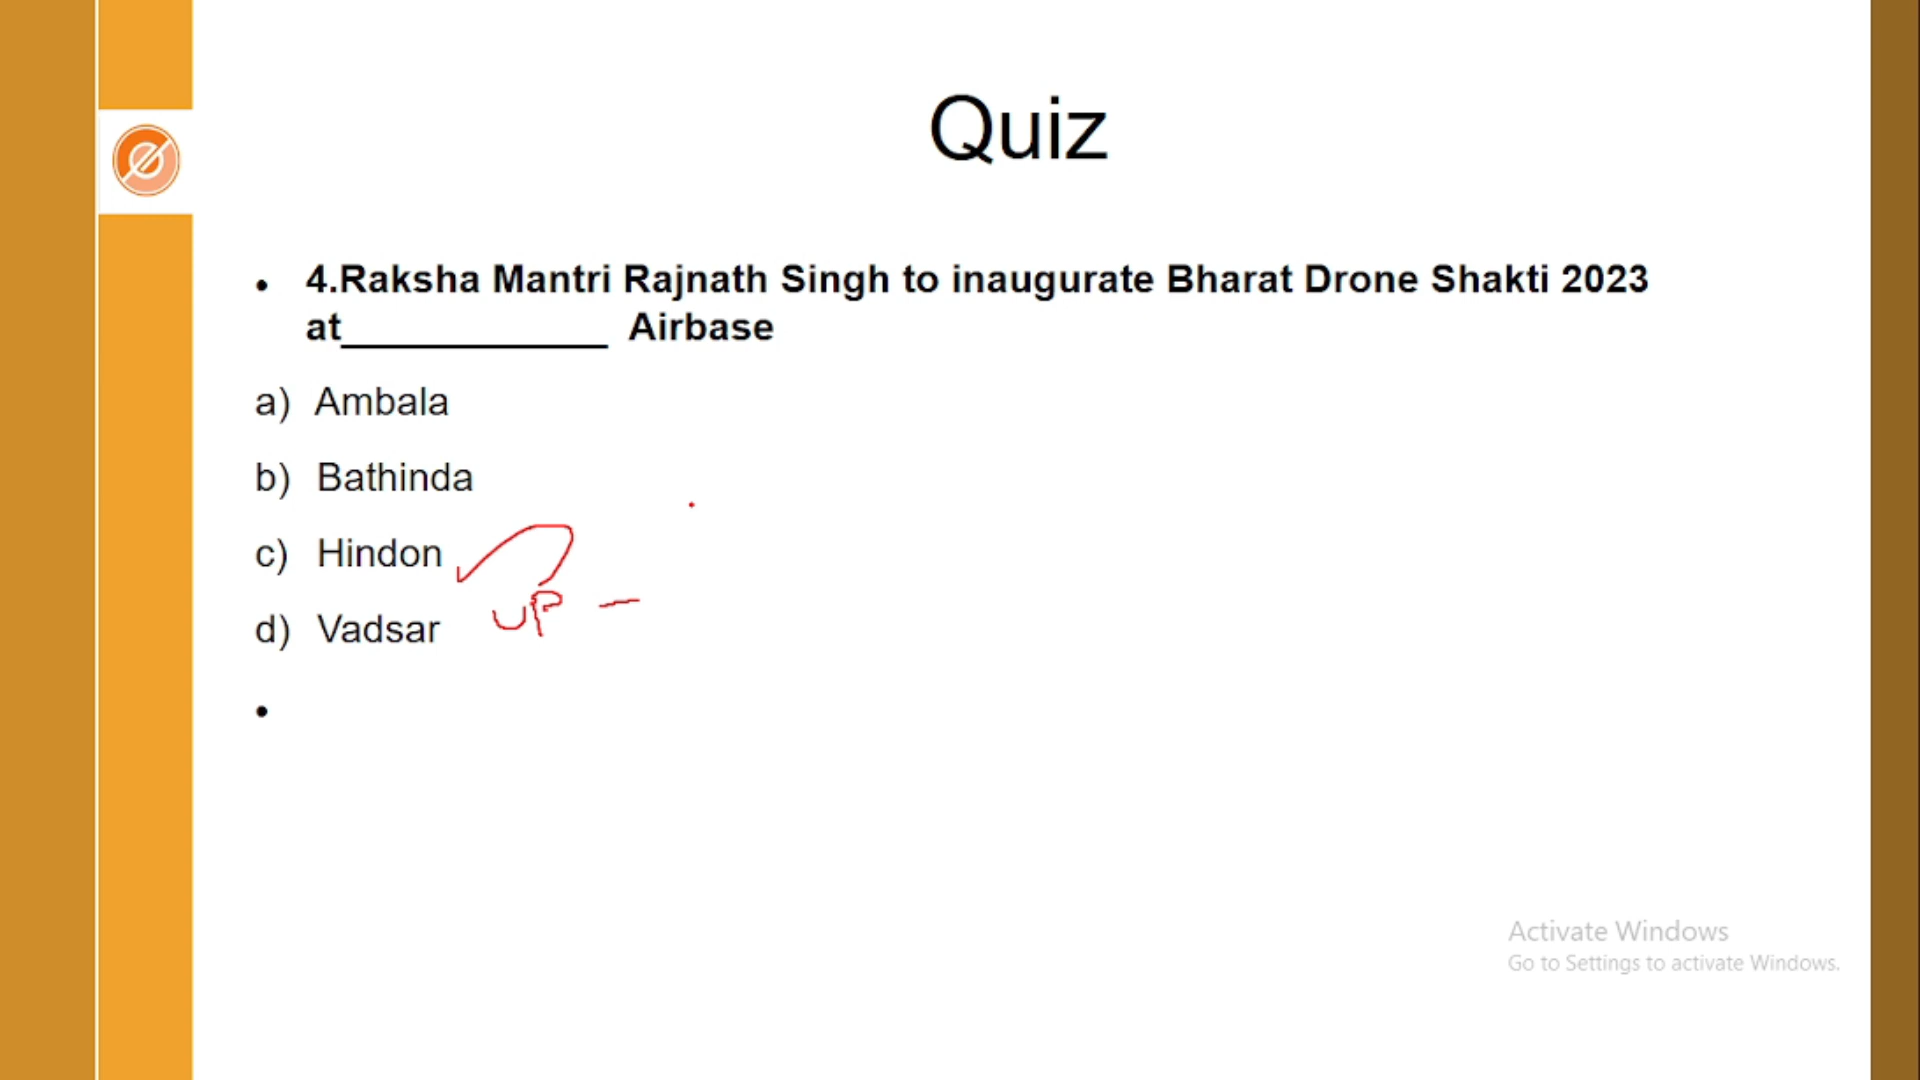 Quiz
• 4.Raksha Mantri Rajnath Singh to inaugurate Bharat Drone Shakti 2023
at____________ Airbase
a) Ambala
b) Bathinda
c) Hindon
d) Vadsar
UP –
•
Activate Windows
Go to Settings to activate Windows.